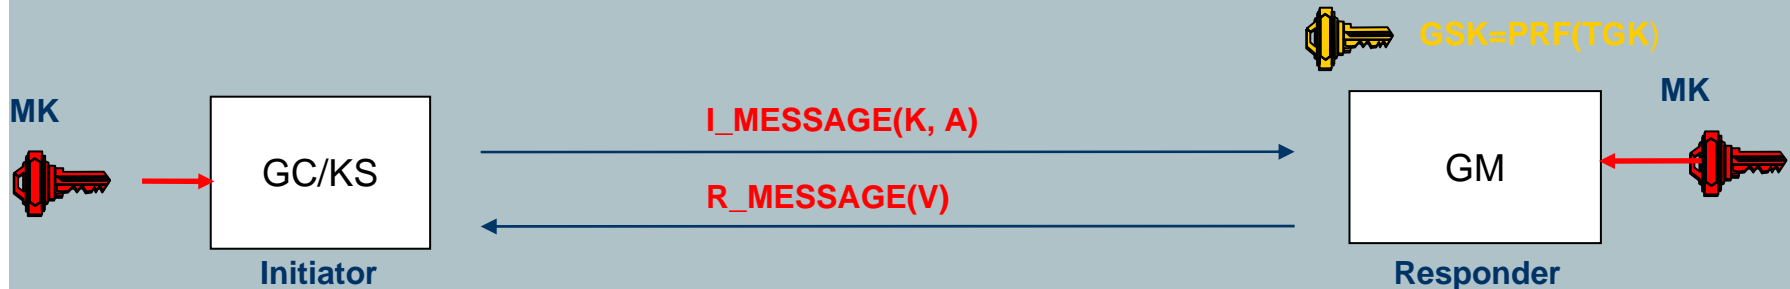 GSK=PRF(TGK)
MK
MK
I_MESSAGE(K, A)
GC/KS
GM
R_MESSAGE(V)
Initiator
Responder